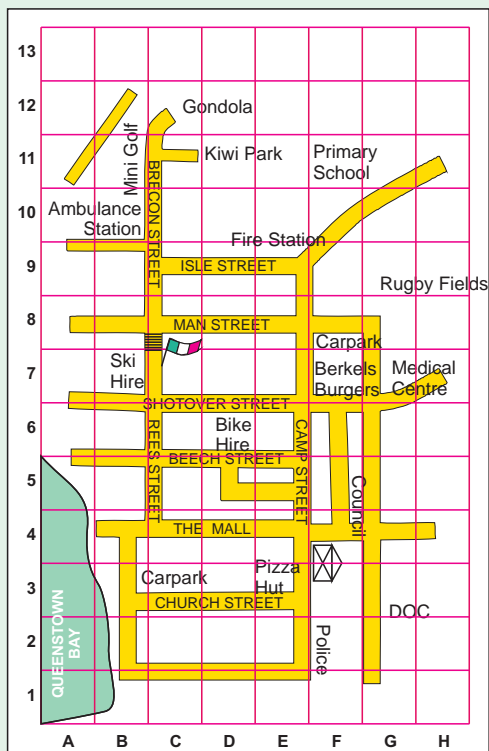 13
12
Gondola
11
Mini Golf
Kiwi Park
Primary
School
10
BRECON STREET
Ambulance
Station
Fire Station
9
ISLE STREET
Rugby Fields
8
MAN STREET
Carpark
7
Ski
Hire
Berkels
Burgers
Medical
Centre
6
SHOTOVER STREET
Bike
Hire
5
REES STREET
BEECH STREET
CAMP STREET
Council
4
THE MALL
3
Carpark
Pizza
Hut
CHURCH STREET
DOC
2
QUEENSTOWN
BAY
Police
1
A B C D E F G H